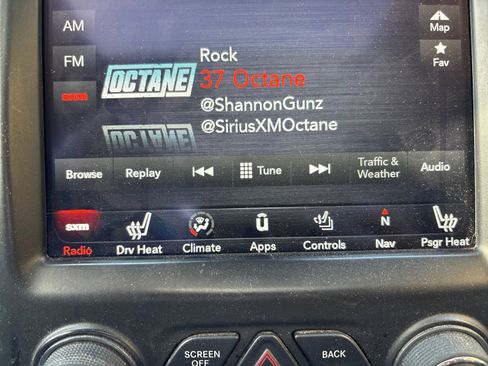 AM
Map
Rock
FM
OCTANE
37 Octane
Fav
sxm
@ShannonGunz
@SiriusXMOctane
Browse
Replay
Tune
Traffic &
Weather
Audio
sxm
Radio
Drv Heat
Climate
Apps
Controls
N
Nav
Psgr Heat
SCREEN
OFF
BACK